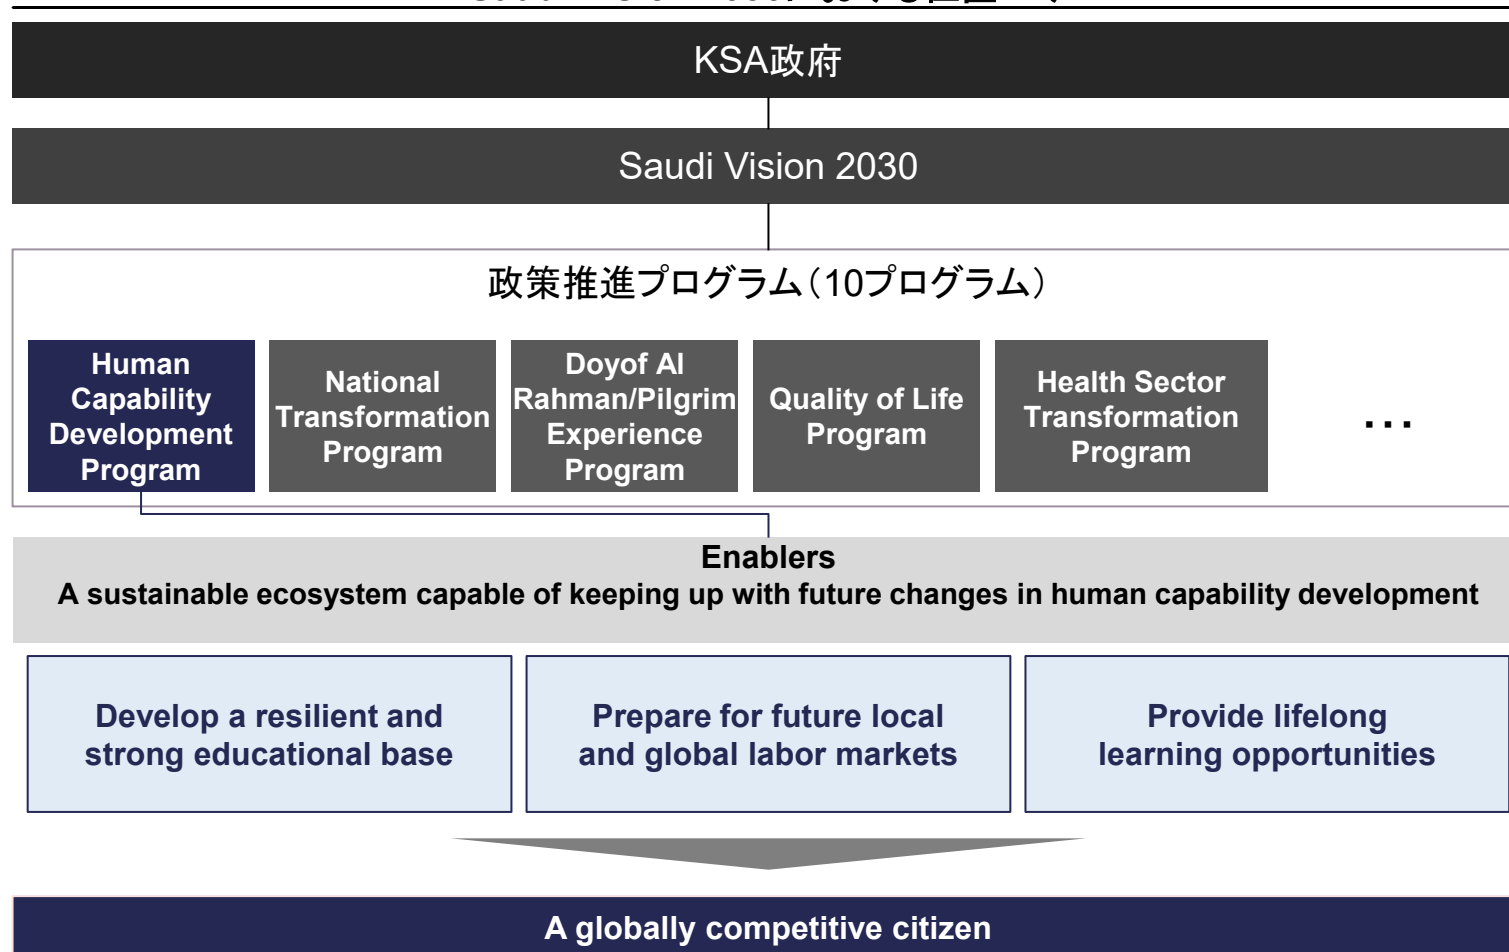 KSA政府
Saudi Vision 2030
政策推進プログラム（10プログラム）
Human
Capability
Development
Program
National
Transformation
Program
Doyof Al
Rahman/Pilgrim
Experience
Program
Quality of Life
Program
Health Sector
Transformation
Program
...
Enablers
A sustainable ecosystem capable of keeping up with future changes in human capability development
Develop a resilient and
strong educational base
Prepare for future local
and global labor markets
Provide lifelong
learning opportunities
A globally competitive citizen